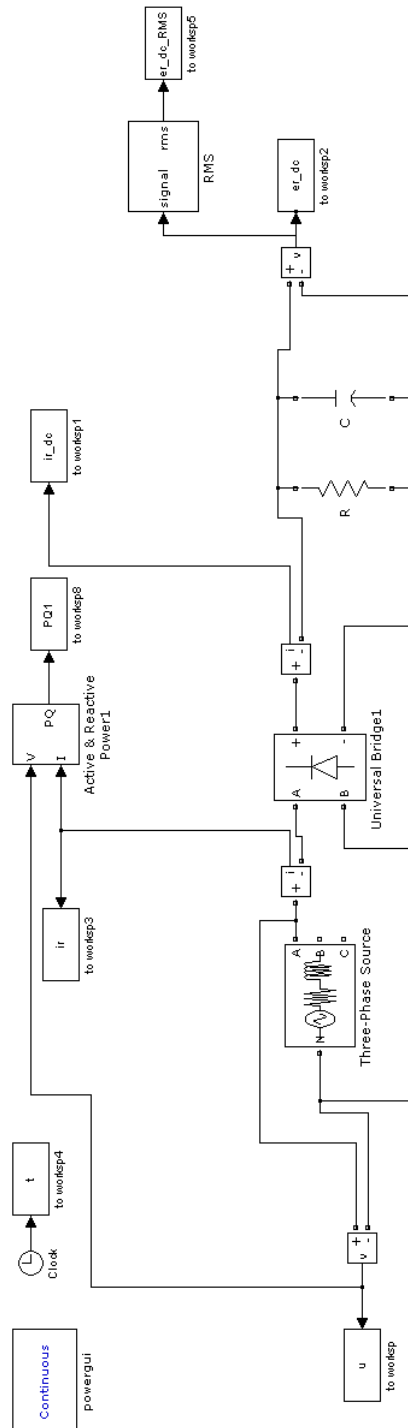 Continuous
powergui
Clock
t
to worksp4
ir
to worksp3
V
I
PQ
Active & Reactive
Power1
PQ1
to worksp8
ir_dc
to worksp1
signal
rms
RMS
er_dc_RMS
to worksp5
er_dc
to worksp2
u
to worksp
v
+
-
N
A
B
C
Three-Phase Source
+
i
-
A
B
+
-
Universal Bridge1
+
i
-
R
C
+
-
v